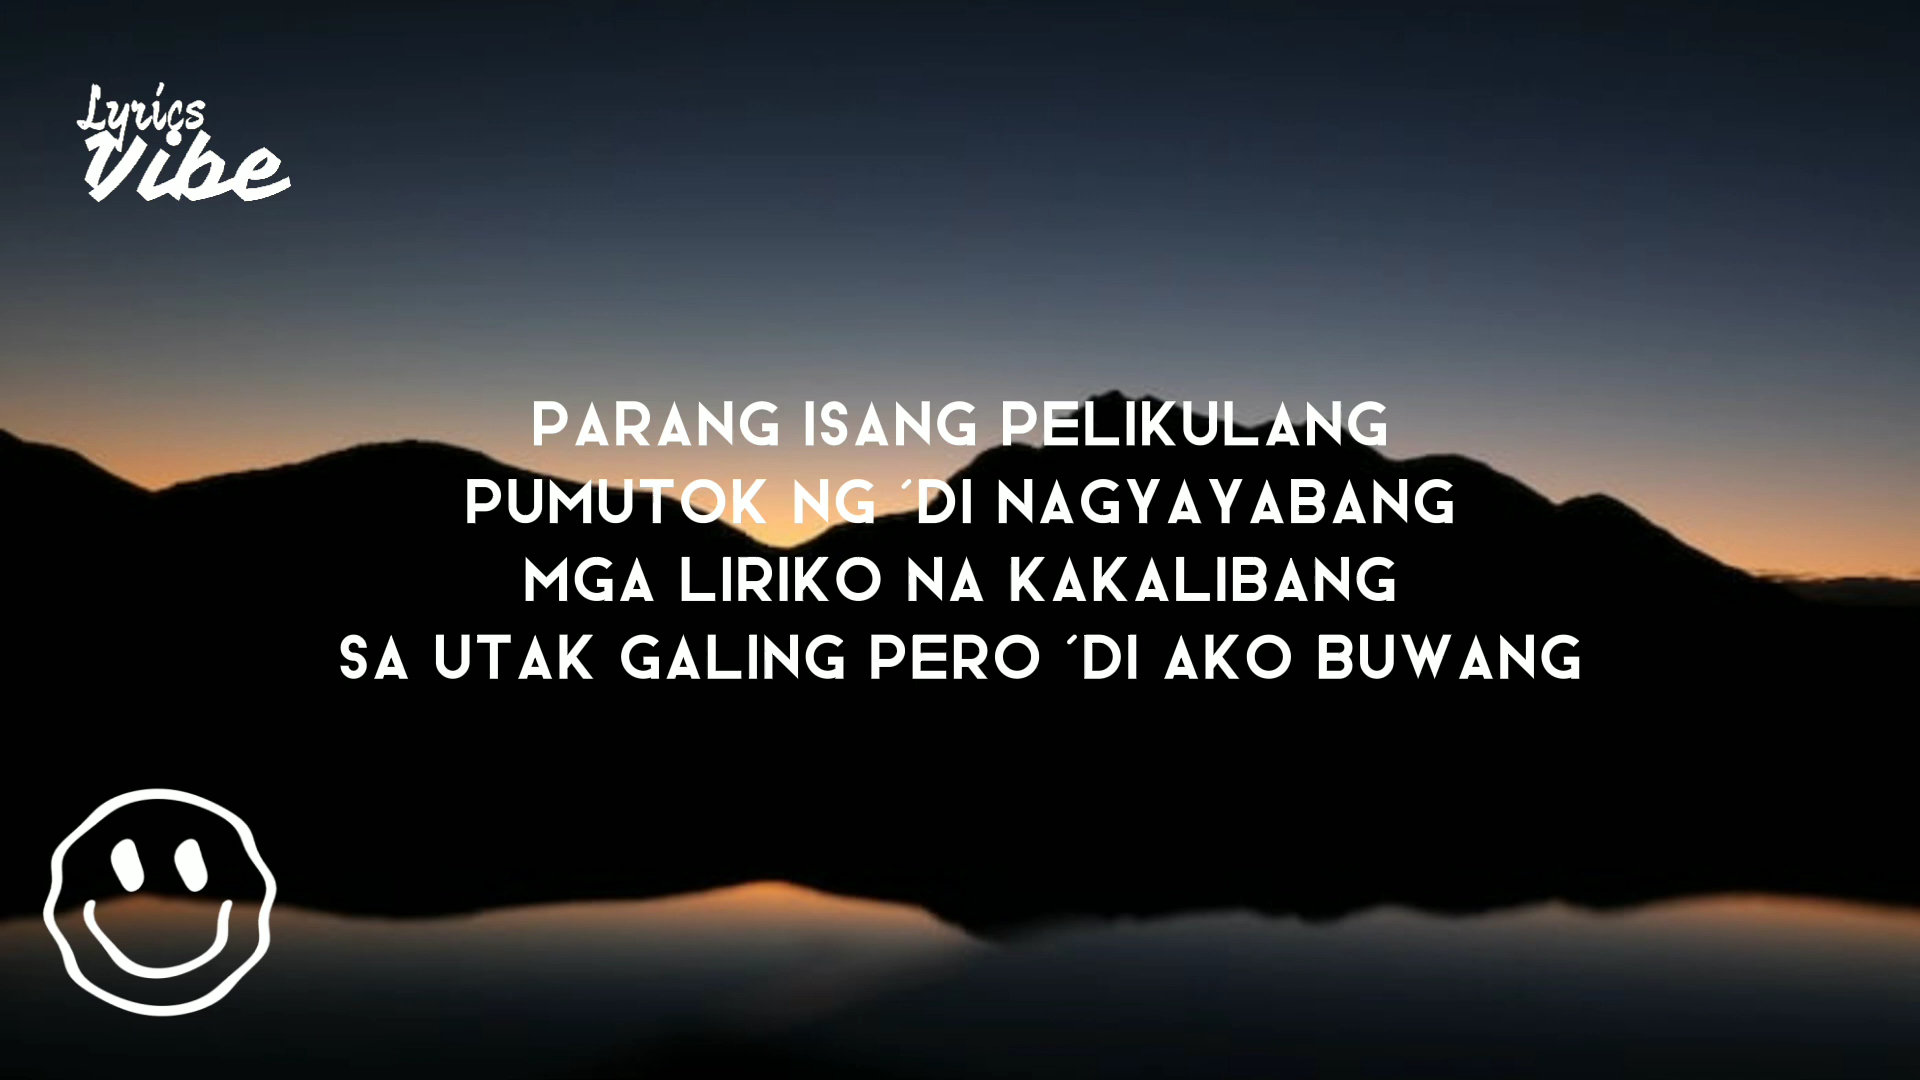 Lyrics
Vibe
PARANG ISANG PELIKULANG
PUMUTOK NG ´DI NAGYAYABANG
MGA LIRIKO NA KAKALIBANG
SA UTAK GALING PERO ´DI AKO BUWANG